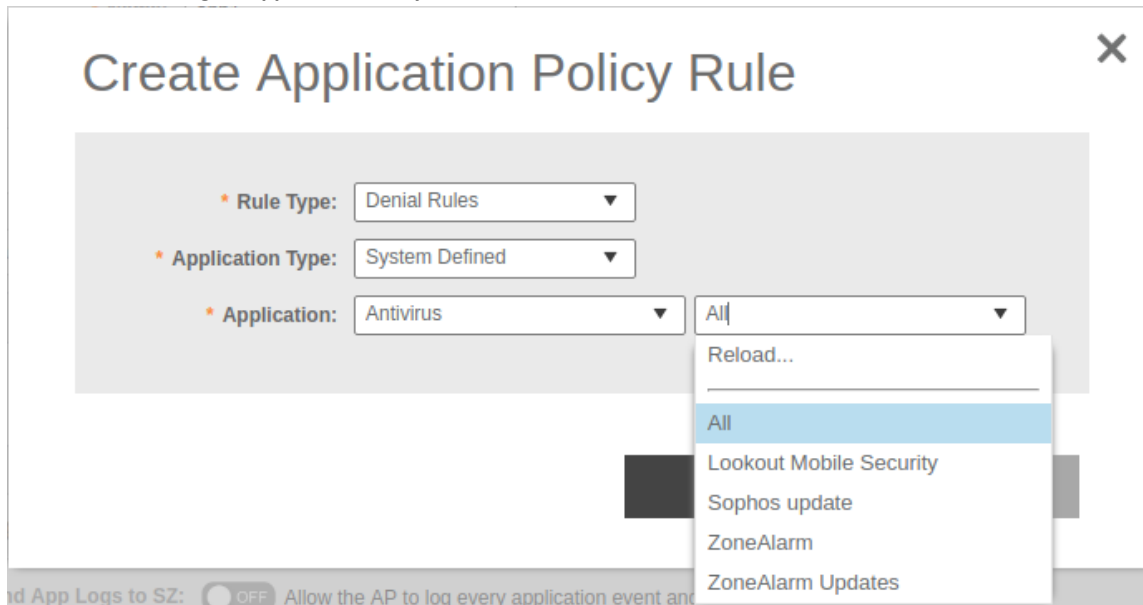 Create Application Policy Rule
* Rule Type: Denial Rules
* Application Type: System Defined
* Application: Antivirus All
Reload...
All
Lookout Mobile Security
Sophos update
ZoneAlarm
ZoneAlarm Updates
nd App Logs to SZ: OFF Allow the AP to log every application event and